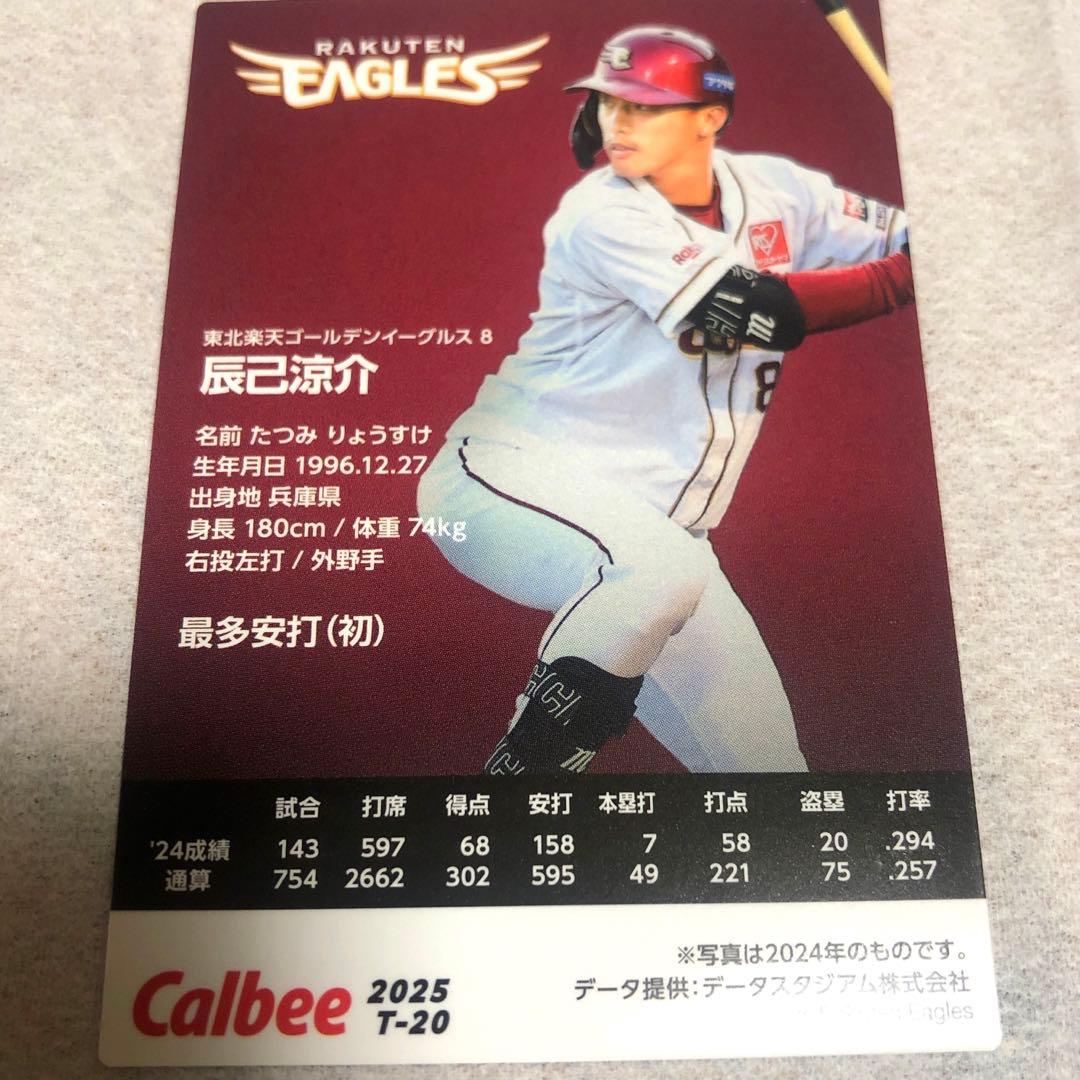 RAKUTEN
EAGLES
東北楽天ゴールデンイーグルス 8
辰己涼介
名前 たつみ りょうすけ
生年月日 1996.12.27
出身地 兵庫県
身長 180cm / 体重 74kg
右投左打 / 外野手
最多安打(初)
試合 打席 得点 安打 本塁打 打点 盗塁 打率
'24成績 143 597 68 158 7 58 20 .294
通算 754 2662 302 595 49 221 75 .257
Calbee 2025
T-20
※写真は2024年のものです。
データ提供:データスタジアム株式会社
Eagles
8